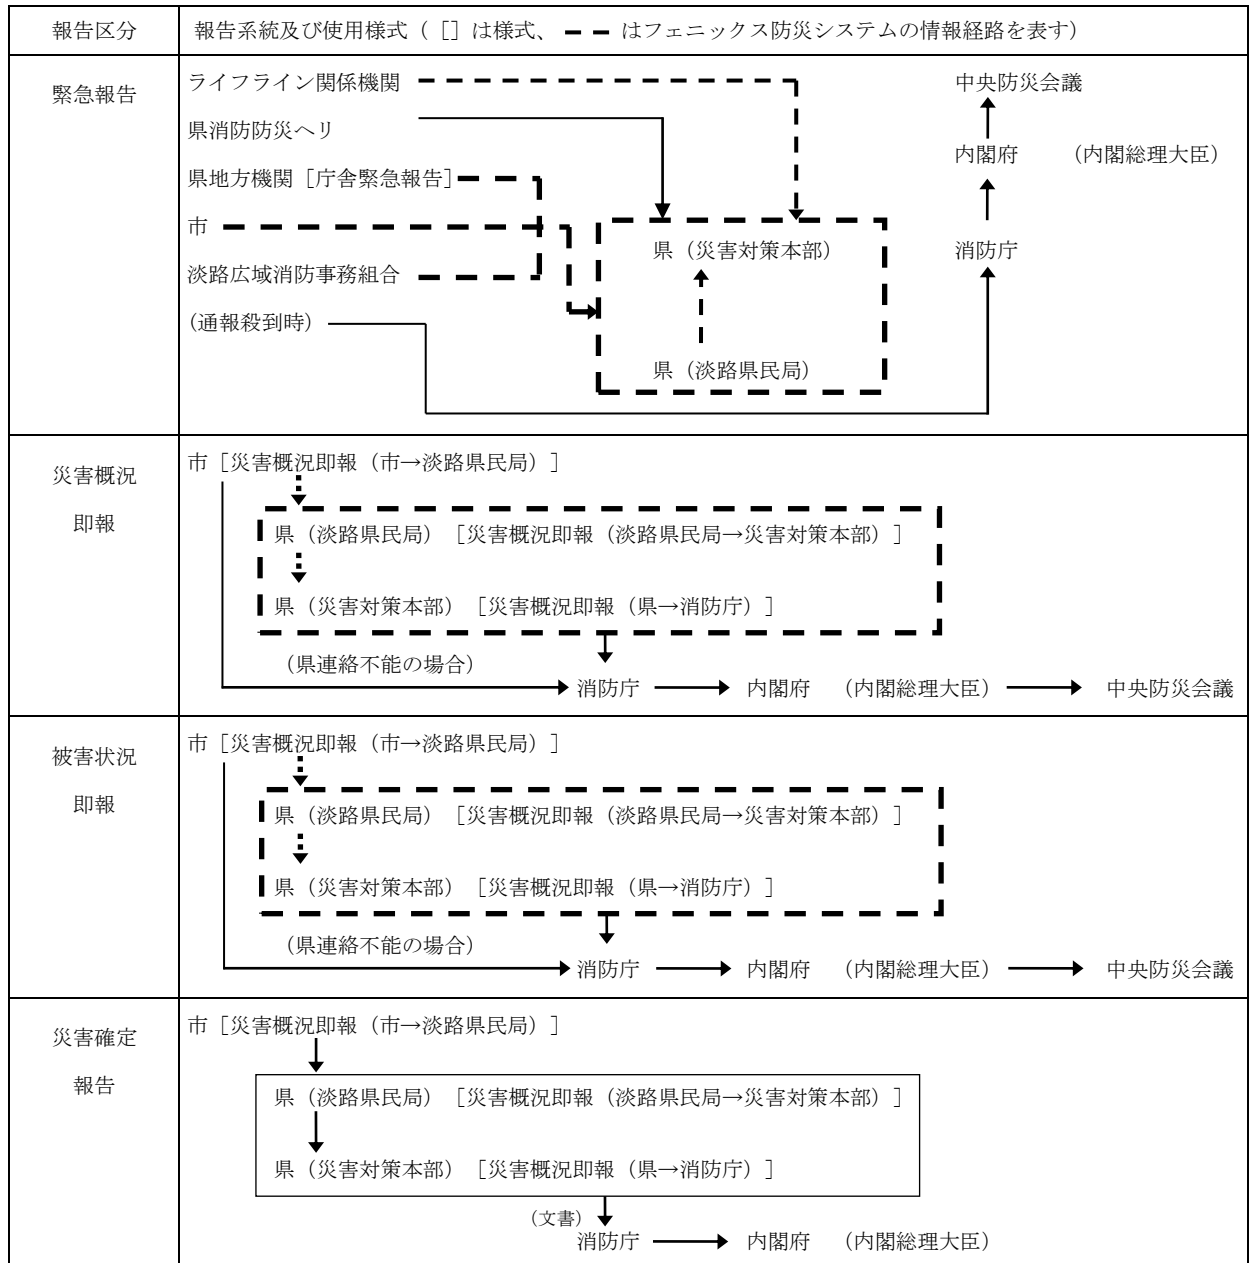 報告区分
報告系統及び使用様式（［］は様式、 はフェニックス防災システムの情報経路を表す）
緊急報告
ライフライン関係機関
県消防防災ヘリ
県地方機関［庁舎緊急報告］
市
淡路広域消防事務組合
（通報殺到時）
県（災害対策本部）
県（淡路県民局）
中央防災会議
内閣府 （内閣総理大臣）
消防庁
災害概況
即報
市［災害概況即報（市→淡路県民局）］
県（淡路県民局）［災害概況即報（淡路県民局→災害対策本部）］
県（災害対策本部）［災害概況即報（県→消防庁）］
（県連絡不能の場合）
消防庁 内閣府 （内閣総理大臣） 中央防災会議
被害状況
即報
市［災害概況即報（市→淡路県民局）］
県（淡路県民局）［災害概況即報（淡路県民局→災害対策本部）］
県（災害対策本部）［災害概況即報（県→消防庁）］
（県連絡不能の場合）
消防庁 内閣府 （内閣総理大臣） 中央防災会議
災害確定
報告
市［災害概況即報（市→淡路県民局）］
県（淡路県民局）［災害概況即報（淡路県民局→災害対策本部）］
県（災害対策本部）［災害概況即報（県→消防庁）］
（文書）
消防庁 内閣府 （内閣総理大臣）